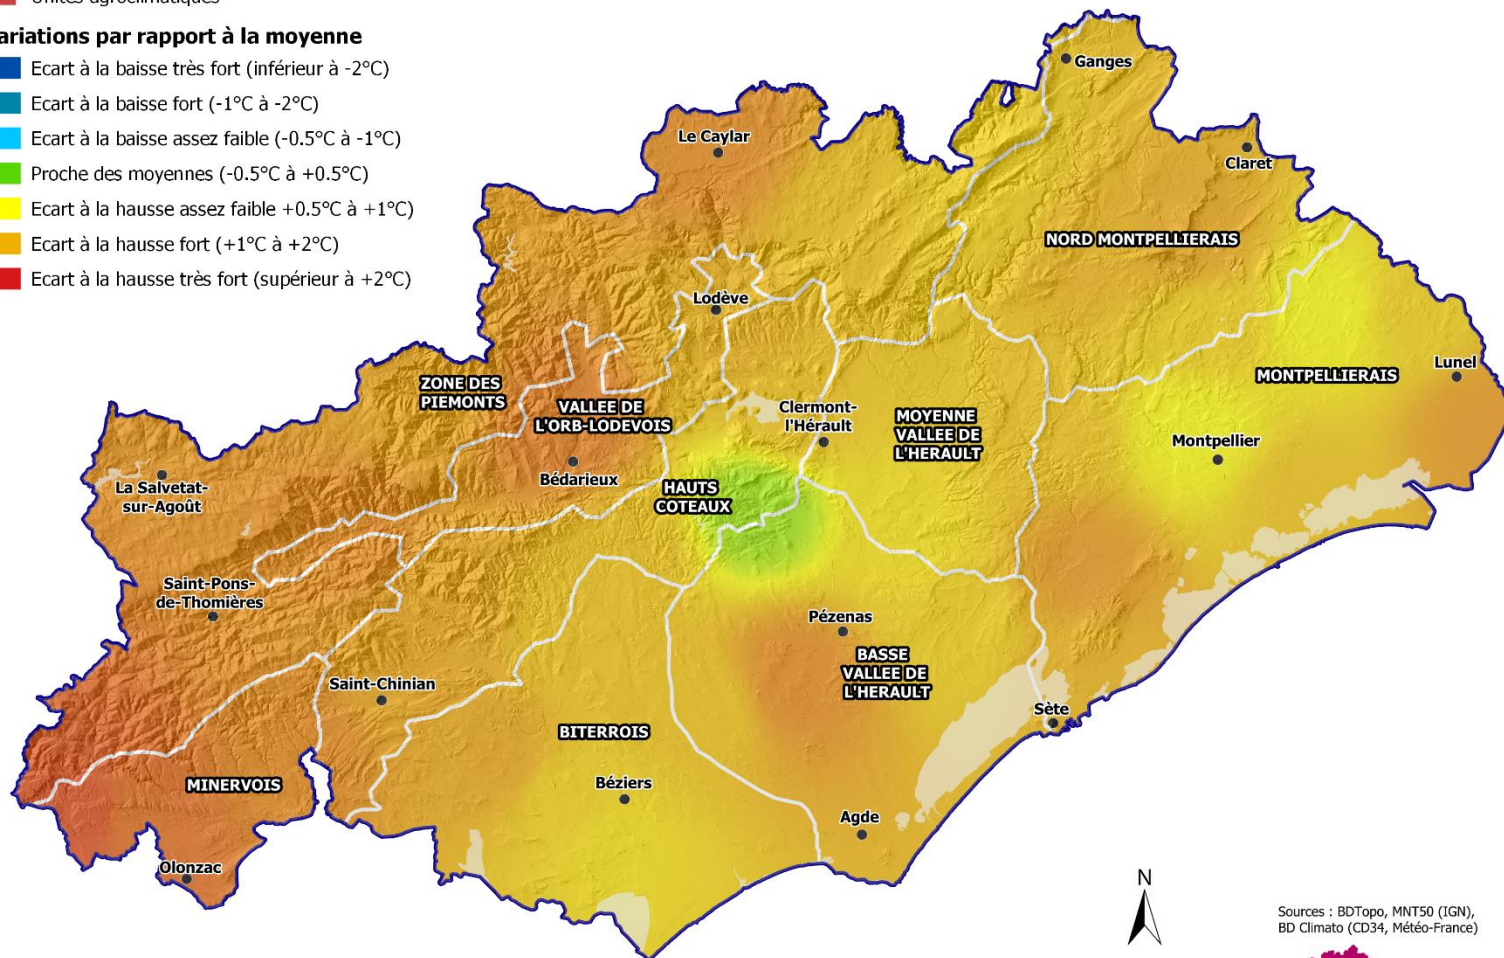 Unités agroclimatiques
ariations par rapport à la moyenne
Ecart à la baisse très fort (inférieur à -2°C)
Ecart à la baisse fort (-1°C à -2°C)
Ecart à la baisse assez faible (-0.5°C à -1°C)
Proche des moyennes (-0.5°C à +0.5°C)
Ecart à la hausse assez faible +0.5°C à +1°C)
Ecart à la hausse fort (+1°C à +2°C)
Ecart à la hausse très fort (supérieur à +2°C)
Ganges
Le Caylar
Claret
NORD MONTPELLIERAIS
Lodève
Lunel
MONTPELLIERAIS
ZONE DES
PIEMONTS
VALLEE DE
L'ORB-LODEVOIS
Clermont-
l'Hérault
MOYENNE
VALLEE DE
L'HERAULT
Montpellier
Bédarieux
La Salvetat-
sur-Agoût
HAUTS
COTEAUX
Saint-Pons-
de-Thomières
Pézenas
BASSE
VALLEE DE
L'HERAULT
Saint-Chinian
Sète
BITERROIS
MINERVOIS
Béziers
Agde
Olonzac
N
Sources : BDTopo, MNT50 (IGN),
BD Climato (CD34, Météo-France)